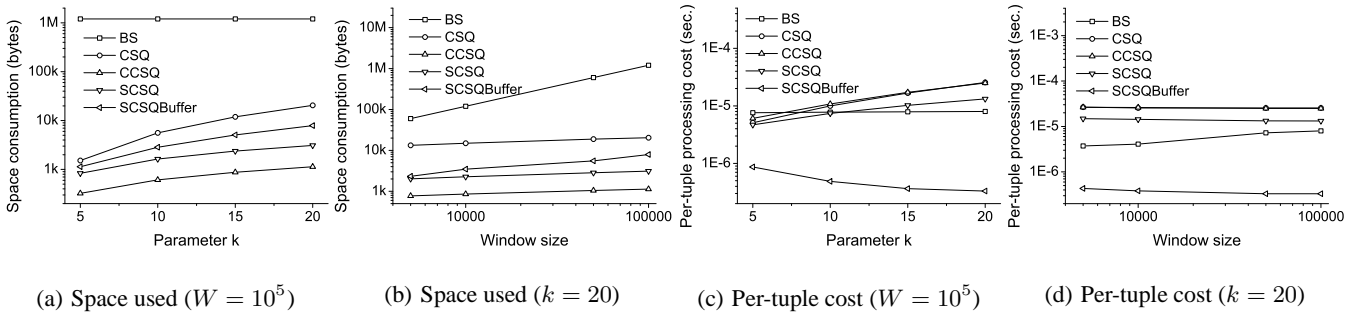 Space consumption (bytes)
1M
100k
10k
1k
BS
CSQ
CCSQ
SCSQ
SCSQBuffer
5 10 15 20
Parameter k
(a) Space used (W = 10^5)
Space consumption (bytes)
10M
1M
100k
10k
1k
BS
CSQ
CCSQ
SCSQ
SCSQBuffer
10000 100000
Window size
(b) Space used (k = 20)
Per-tuple processing cost (sec.)
1E-4
1E-5
1E-6
BS
CSQ
CCSQ
SCSQ
SCSQBuffer
5 10 15 20
Parameter k
(c) Per-tuple cost (W = 10^5)
Per-tuple processing cost (sec.)
1E-3
1E-4
1E-5
1E-6
BS
CSQ
CCSQ
SCSQ
SCSQBuffer
10000 100000
Window size
(d) Per-tuple cost (k = 20)